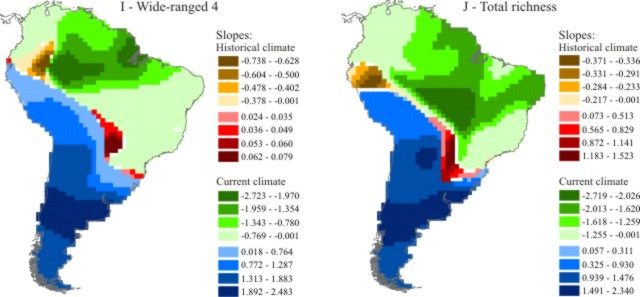 I - Wide-ranged 4
Slopes:
Historical climate
-0.738 - -0.628
-0.604 - -0.500
-0.478 - -0.402
-0.378 - -0.001
0.024 - 0.035
0.036 - 0.049
0.053 - 0.060
0.062 - 0.079
Current climate
-2.723 - -1.970
-1.959 - -1.354
-1.343 - -0.780
-0.769 - -0.001
0.018 - 0.764
0.772 - 1.287
1.313 - 1.883
1.892 - 2.483
J - Total richness
Slopes:
Historical climate
-0.371 - -0.336
-0.331 - -0.291
-0.284 - -0.233
-0.217 - -0.001
0.073 - 0.513
0.565 - 0.829
0.872 - 1.141
1.183 - 1.523
Current climate
-2.719 - -2.026
-2.013 - -1.620
-1.618 - -1.259
-1.255 - -0.001
0.057 - 0.311
0.325 - 0.930
0.939 - 1.476
1.491 - 2.340